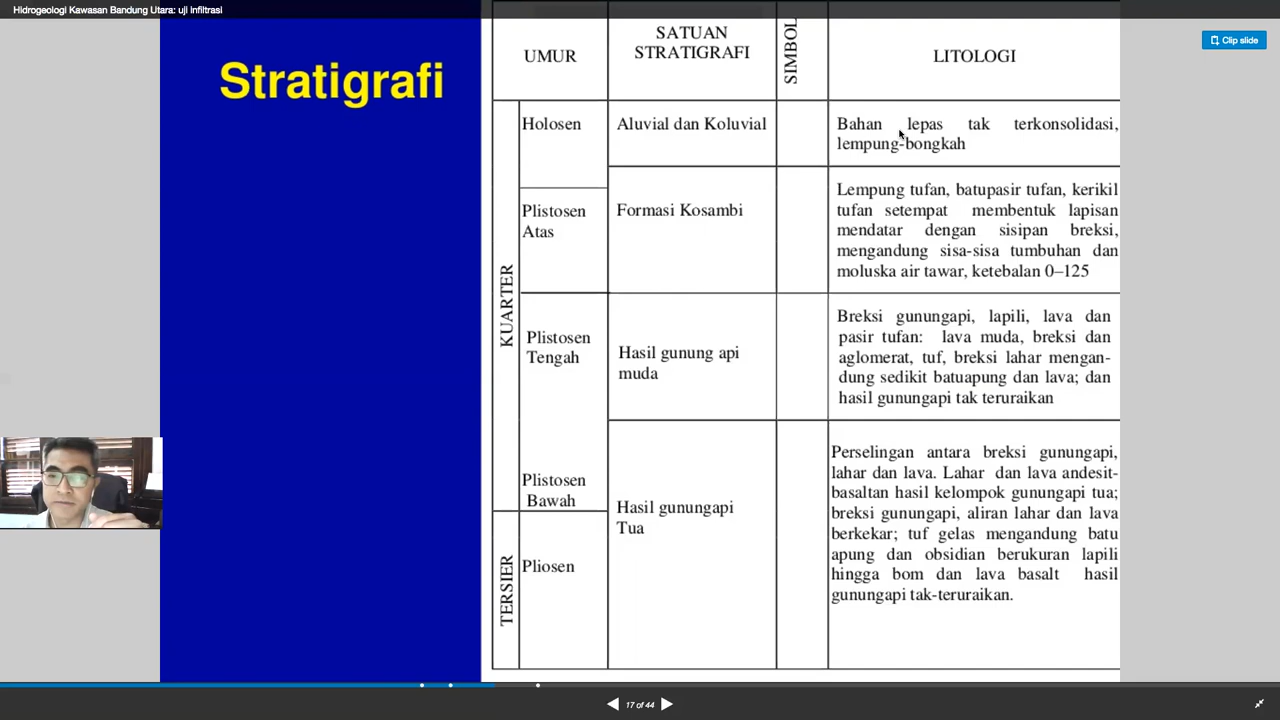 Hidrogeologi Kawasan Bandung Utara: uji infiltrasi
Clip slide
Stratigrafi
UMUR
SATUAN
STRATIGRAFI
SIMBOL
LITOLOGI
KUARTER
Holosen
Aluvial dan Koluvial
Bahan lepas tak terkonsolidasi,
lempung-bongkah
Plistosen
Atas
Formasi Kosambi
Lempung tufan, batupasir tufan, kerikil
tufan setempat membentuk lapisan
mendatar dengan sisipan breksi,
mengandung sisa-sisa tumbuhan dan
moluska air tawar, ketebalan 0–125
Plistosen
Tengah
Hasil gunung api
muda
Breksi gunungapi, lapili, lava dan
pasir tufan: lava muda, breksi dan
aglomerat, tuf, breksi lahar mengan-
dung sedikit batuapung dan lava; dan
hasil gunungapi tak teruraikan
Plistosen
Bawah
Hasil gunungapi
Tua
Perselingan antara breksi gunungapi,
lahar dan lava. Lahar dan lava andesit-
basaltan hasil kelompok gunungapi tua;
breksi gunungapi, aliran lahar dan lava
berkekar; tuf gelas mengandung batu
apung dan obsidian berukuran lapili
hingga bom dan lava basalt hasil
gunungapi tak-teruraikan.
TERSIER
Pliosen
17 of 44